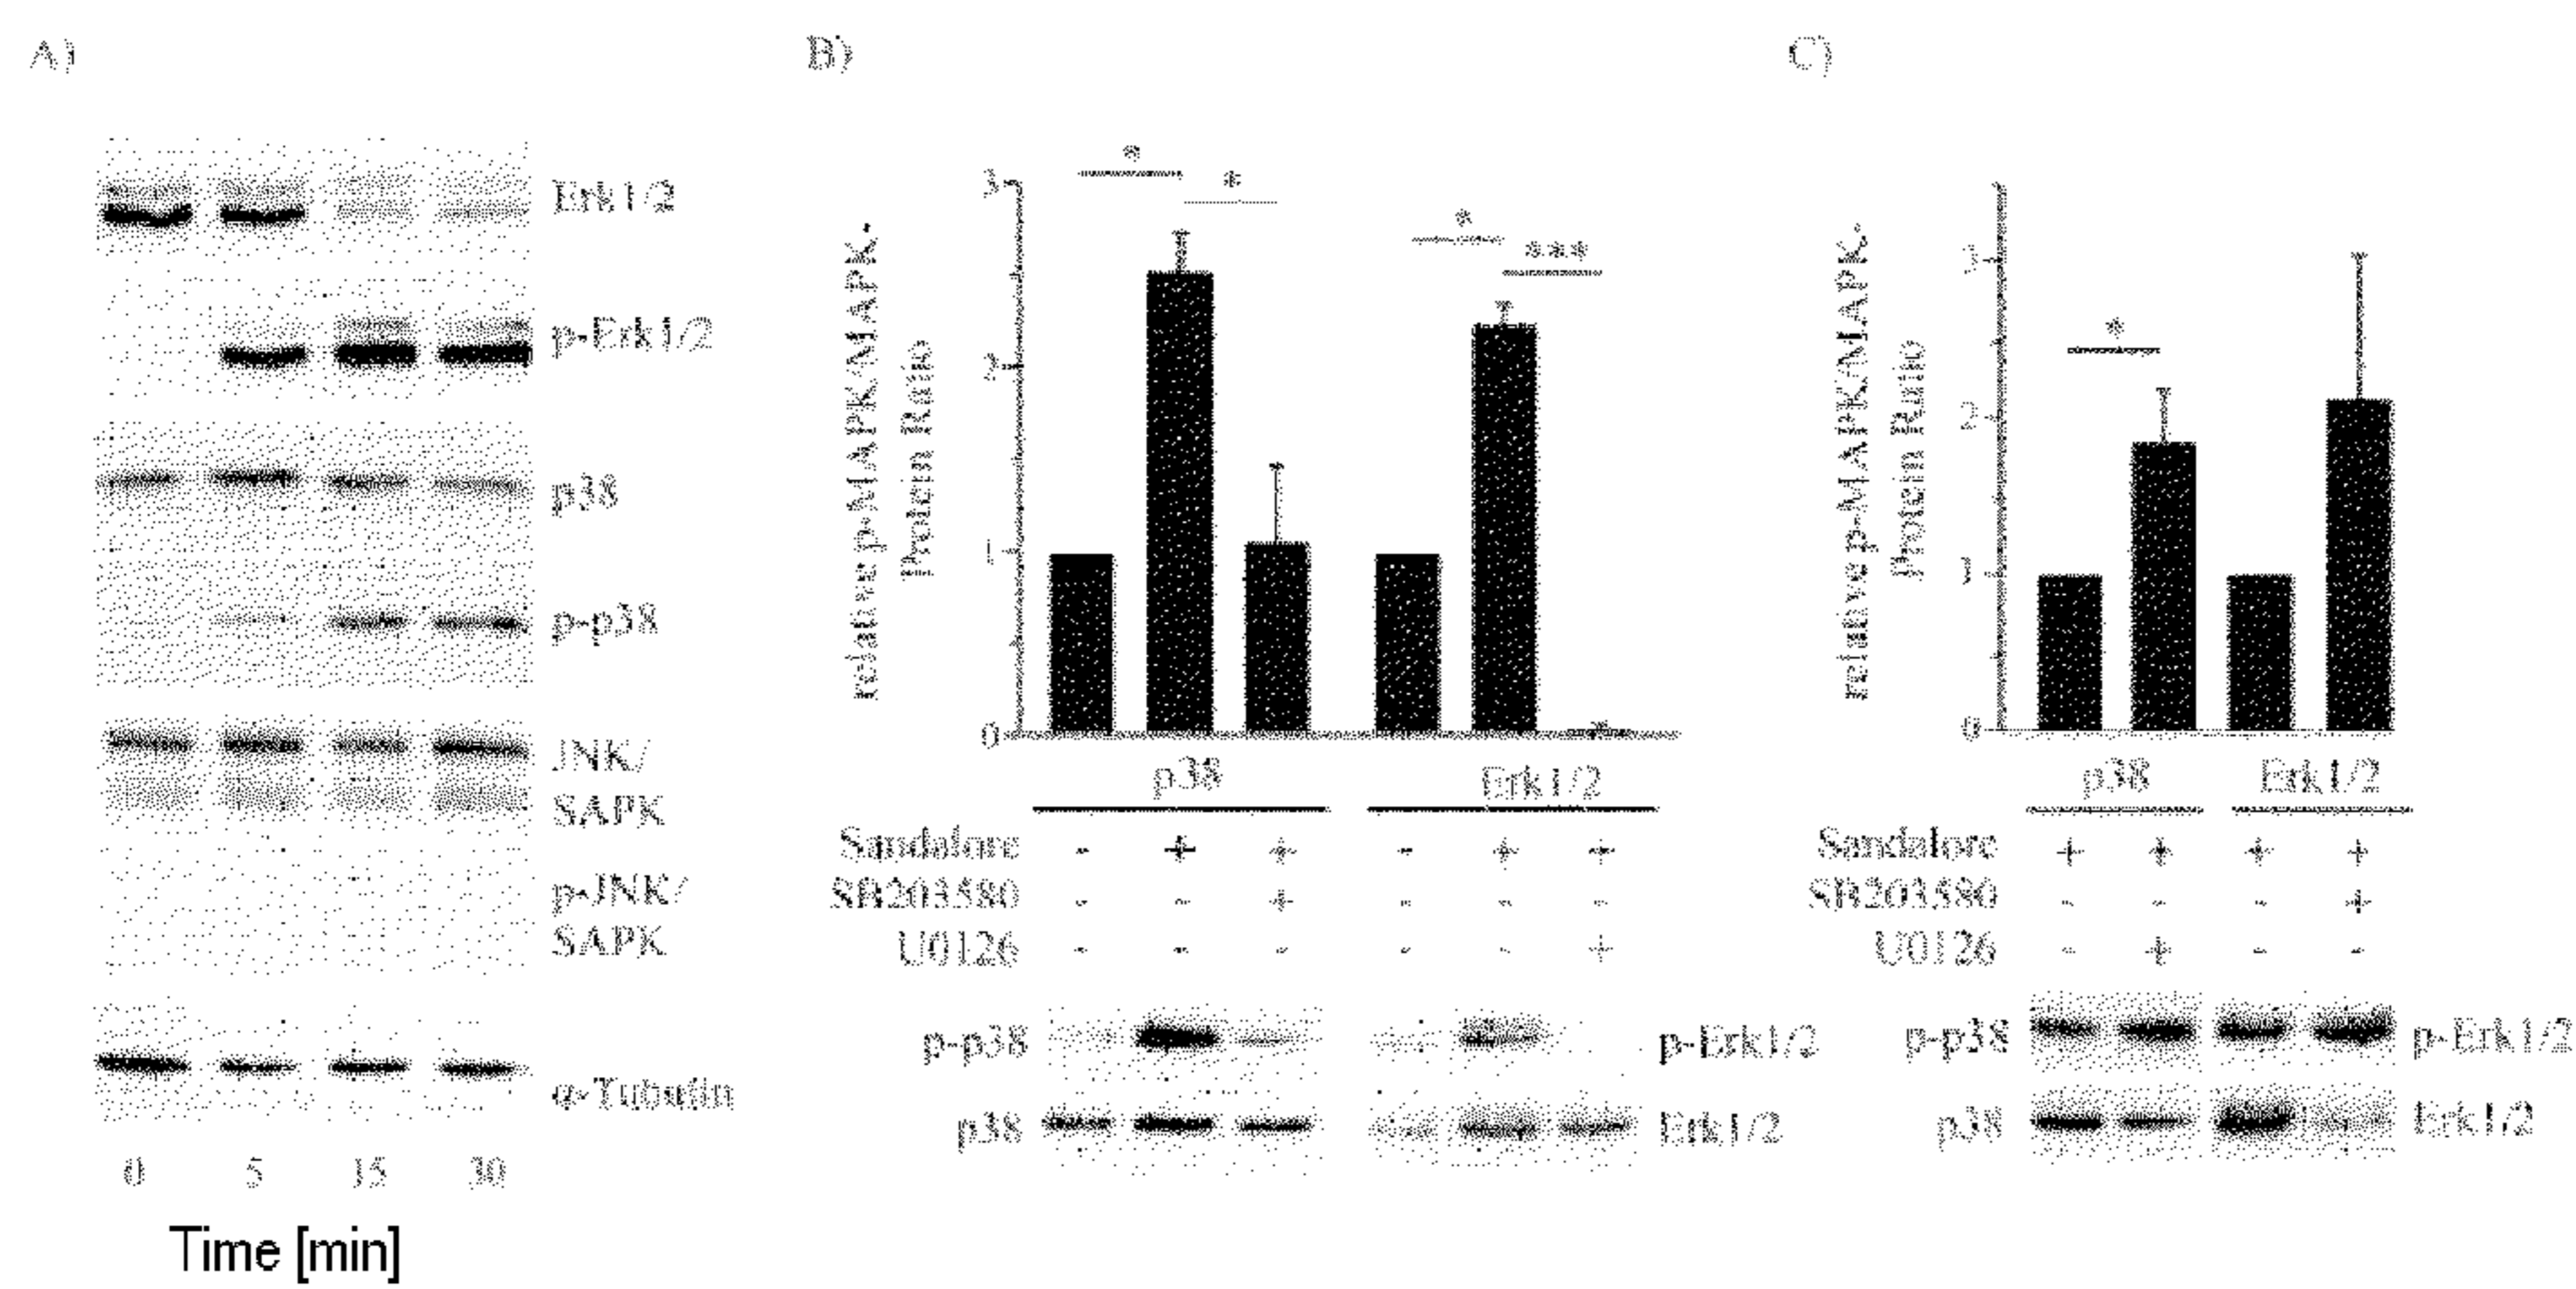 A)
Erk1/2
p-Erk1/2
p38
p-p38
JNK/
SAPK
p-JNK/
SAPK
α-Tubulin
0 5 15 30
Time [min]
B)
relative p-MAPK/MAPK-
Protein Ratio
* *
* ***
3
2
1
0
p38 Erk1/2
Sandalore - + + - + +
SB203580 - - + - - -
U0126 - - - - - +
p-p38 p-Erk1/2
p38 Erk1/2
C)
relative p-MAPK/MAPK-
Protein Ratio
*
3
2
1
0
p38 Erk1/2
Sandalore + + + +
SB203580 - - - +
U0126 - + - -
p-p38 p-Erk1/2
p38 Erk1/2